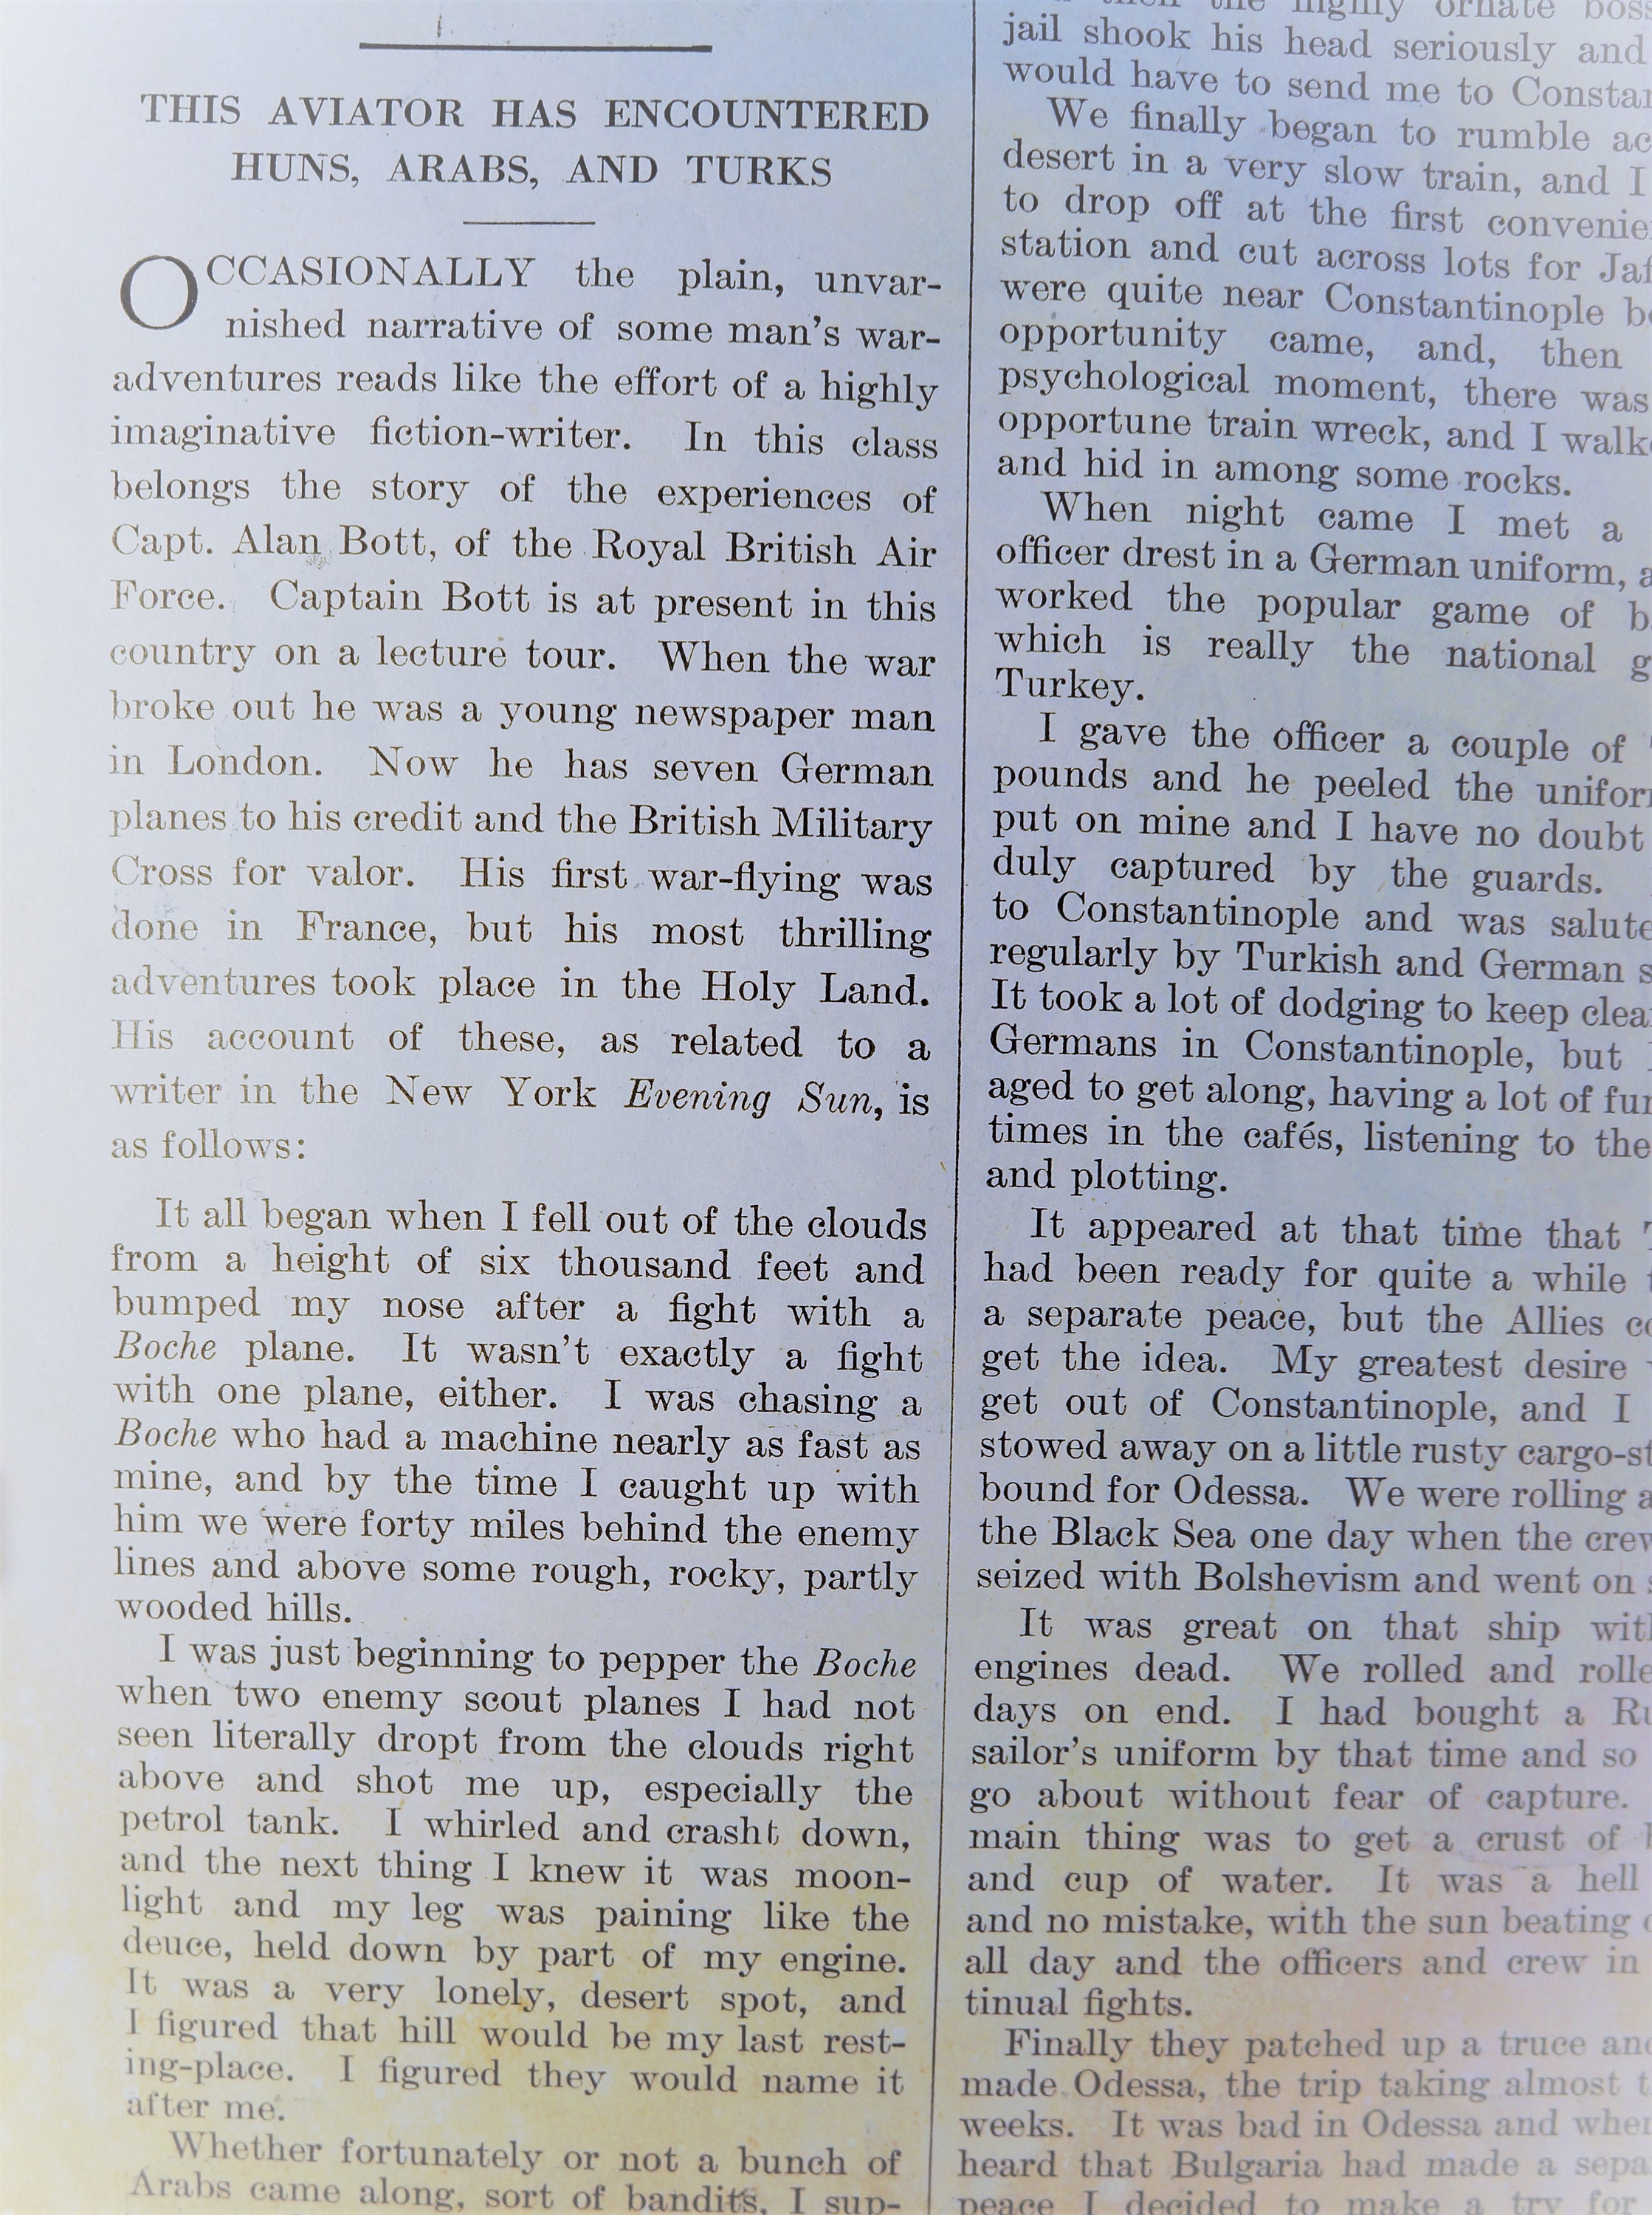 THIS AVIATOR HAS ENCOUNTERED
HUNS, ARABS, AND TURKS
OCCASIONALLY the plain, unvar-
nished narrative of some man's war-
adventures reads like the effort of a highly
imaginative fiction-writer. In this class
belongs the story of the experiences of
Capt. Alan Bott, of the Royal British Air
Force. Captain Bott is at present in this
country on a lecture tour. When the war
broke out he was a young newspaper man
in London. Now he has seven German
planes to his credit and the British Military
Cross for valor. His first war-flying was
done in France, but his most thrilling
adventures took place in the Holy Land.
His account of these, as related to a
writer in the New York Evening Sun, is
as follows:
It all began when I fell out of the clouds
from a height of six thousand feet and
bumped my nose after a fight with a
Boche plane. It wasn't exactly a fight
with one plane, either. I was chasing a
Boche who had a machine nearly as fast as
mine, and by the time I caught up with
him we were forty miles behind the enemy
lines and above some rough, rocky, partly
wooded hills.
I was just beginning to pepper the Boche
when two enemy scout planes I had not
seen literally dropt from the clouds right
above and shot me up, especially the
petrol tank. I whirled and crasht down,
and the next thing I knew it was moon-
light and my leg was paining like the
deuce, held down by part of my engine.
It was a very lonely, desert spot, and
I figured that hill would be my last rest-
ing-place. I figured they would name it
after me.
Whether fortunately or not a bunch of
Arabs came along, sort of bandits, I sup-
the highly ornate
jail shook his head seriously and
would have to send me to
We finally began to rumble
desert in a very slow train, and I
to drop off at the first
station and cut across lots for
were quite near Constantinople
opportunity came, and, then
psychological moment, there was
opportune train wreck, and I
and hid in among some rocks.
When night came I met a
officer drest in a German uniform,
worked the popular game of
which is really the national
Turkey.
I gave the officer a couple of
pounds and he peeled the
put on mine and I have no doubt
duly captured by the guards.
to Constantinople and was
regularly by Turkish and German
It took a lot of dodging to keep
Germans in Constantinople, but
aged to get along, having a lot of
times in the cafés, listening to the
and plotting.
It appeared at that time that
had been ready for quite a while
a separate peace, but the Allies
get the idea. My greatest desire
get out of Constantinople, and I
stowed away on a little rusty
bound for Odessa. We were rolling
the Black Sea one day when the
seized with Bolshevism and went on
It was great on that ship
engines dead. We rolled and
days on end. I had bought a
sailor's uniform by that time and so
go about without fear of capture.
main thing was to get a crust of
and cup of water. It was a hell
and no mistake, with the sun beating
all day and the officers and crew in
tinual fights.
Finally they patched up a truce
made Odessa, the trip taking almost
weeks. It was bad in Odessa and
heard that Bulgaria had made a
peace I decided to make a try for